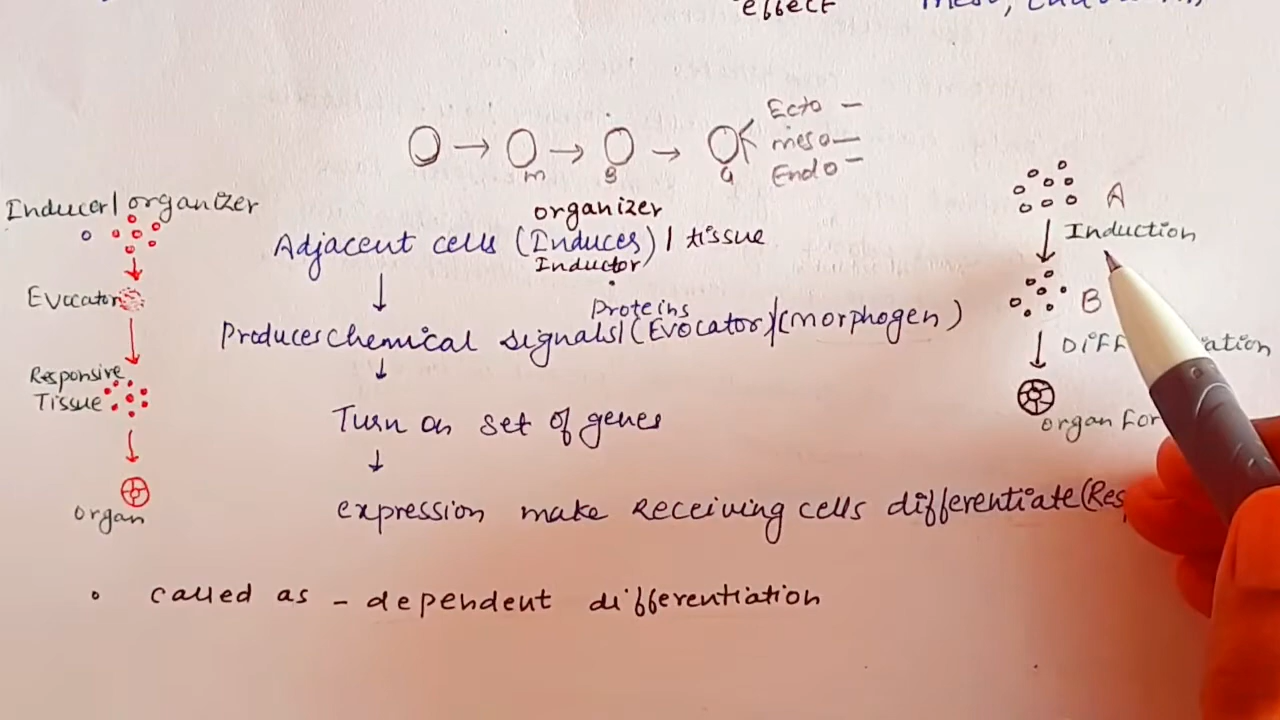 effect
Ecto -
meso-
Endo -
m B G
Inducer/organizer
Evocator
Responsive
Tissue
organ
organizer
Adjacent cells (Induces) / tissue
Inductor
Proteins
Produces chemical signals/(Evocator)/(morphogen)
Turn on set of genes
expression make receiving cells differentiate(Res
• called as - dependent differentiation
A
Induction
B
organ For